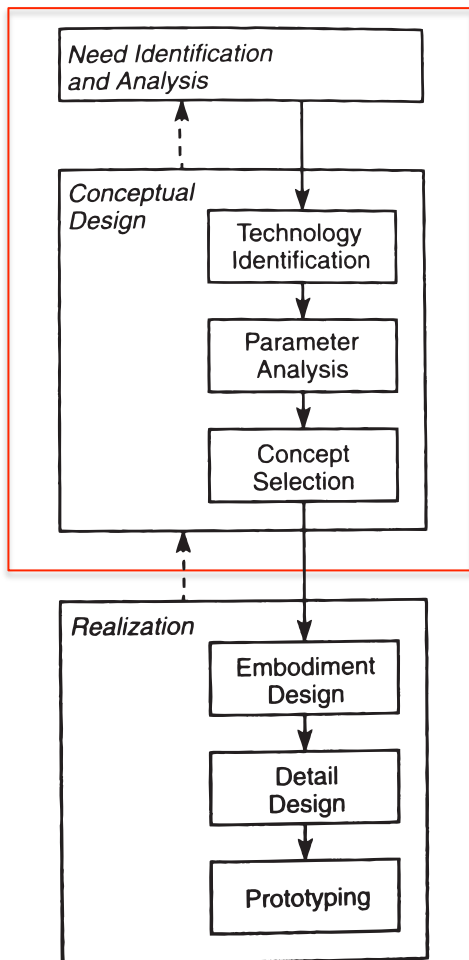 Need Identification
and Analysis
Conceptual
Design
Technology
Identification
Parameter
Analysis
Concept
Selection
Realization
Embodiment
Design
Detail
Design
Prototyping